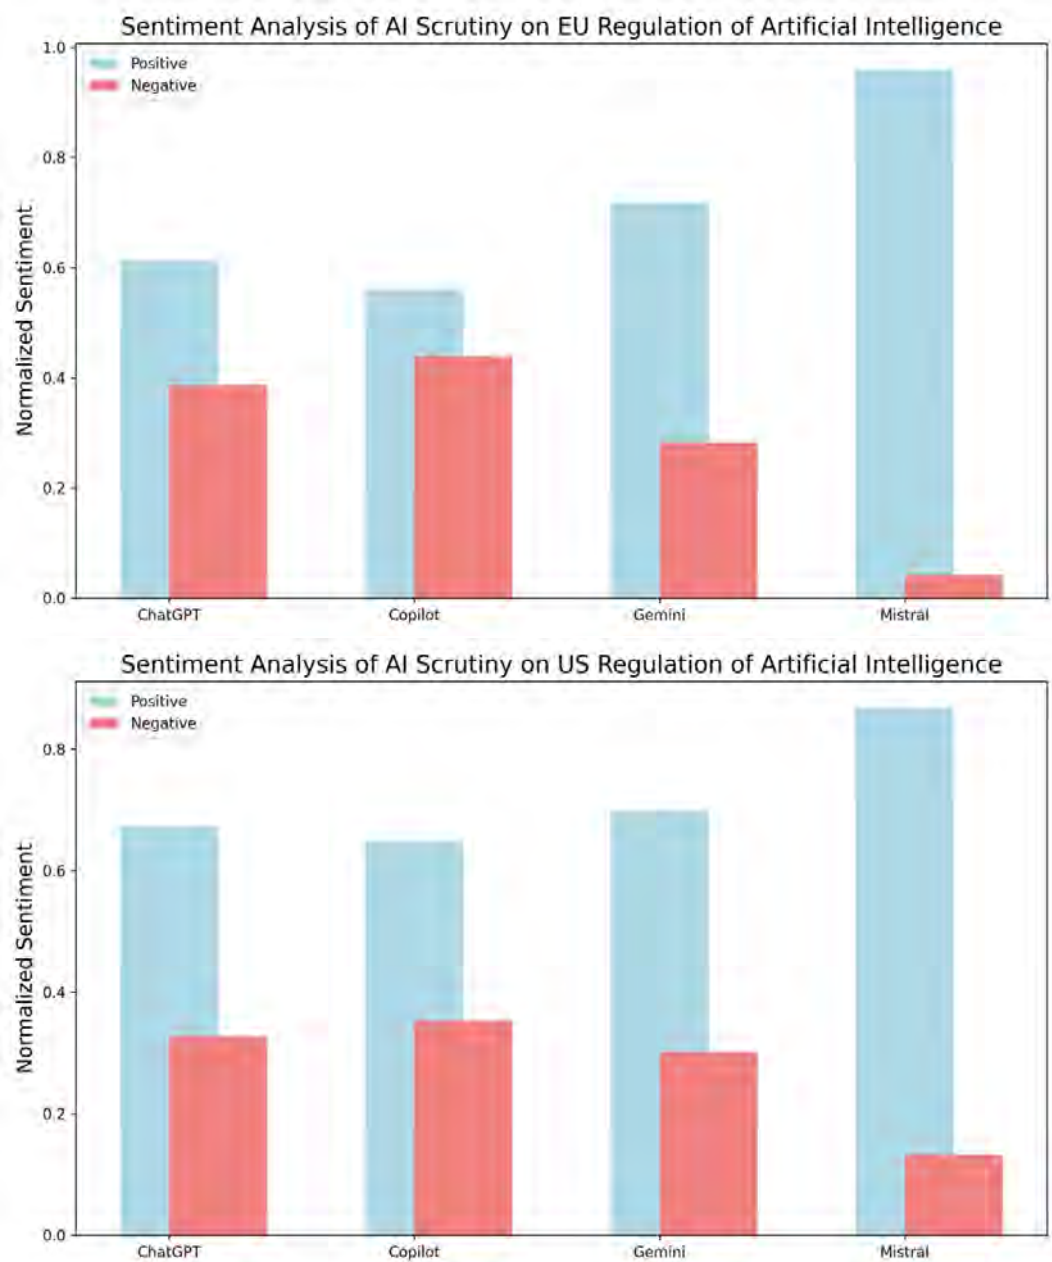 Sentiment Analysis of AI Scrutiny on EU Regulation of Artificial Intelligence
Positive
Negative
Normalized Sentiment
1.0
0.8
0.6
0.4
0.2
0.0
ChatGPT Copilot Gemini Mistral
Sentiment Analysis of AI Scrutiny on US Regulation of Artificial Intelligence
Positive
Negative
Normalized Sentiment
0.8
0.6
0.4
0.2
0.0
ChatGPT Copilot Gemini Mistral